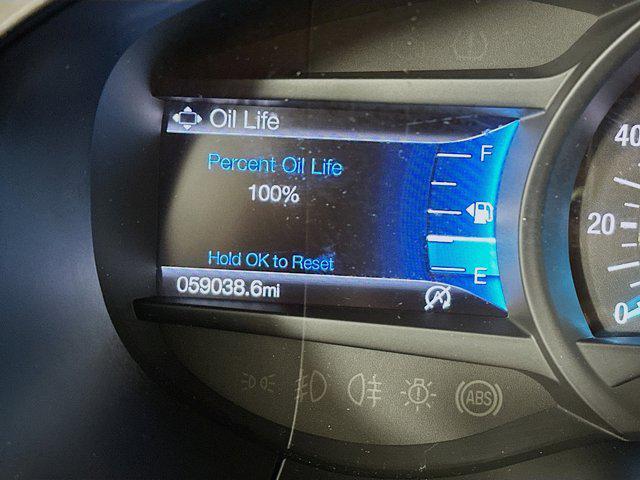 Oil Life
Percent Oil Life
100%
Hold OK to Reset
059038.6mi
F
E
40
20
0
ABS